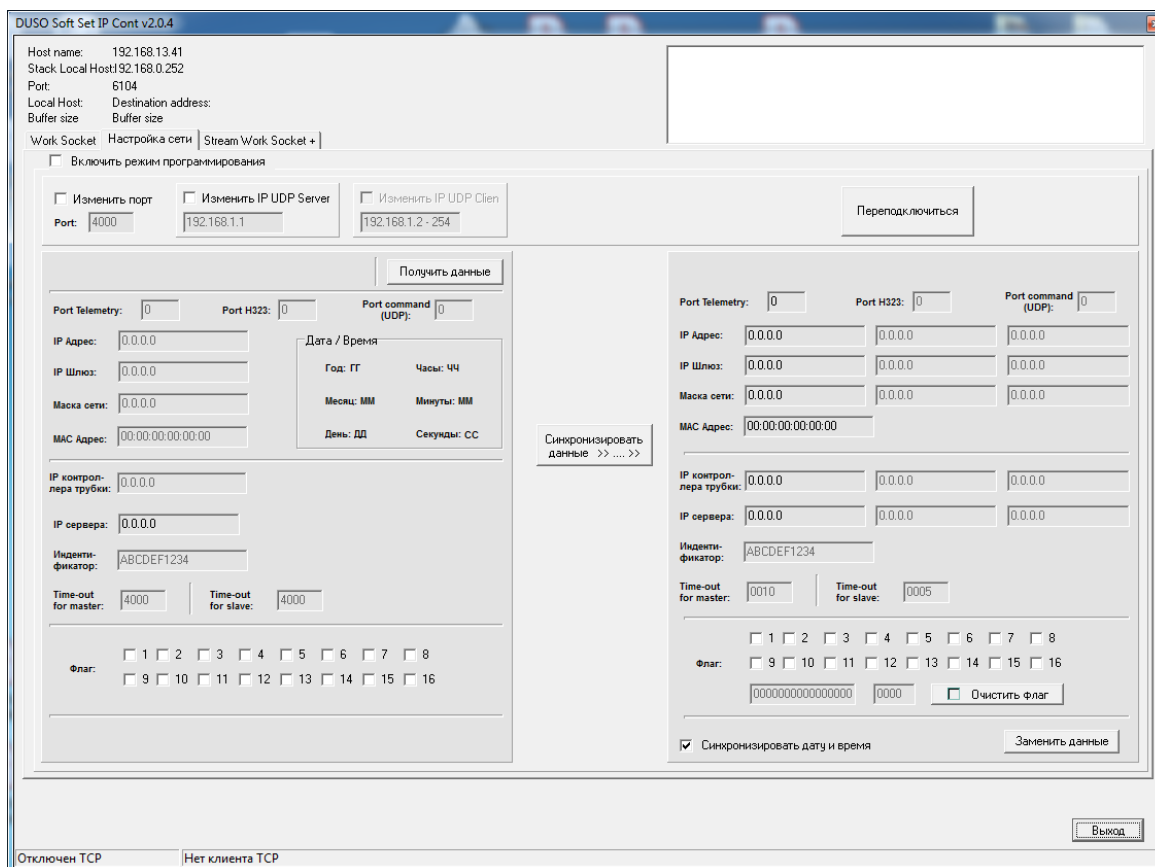 DUSO Soft Set IP Cont v2.0.4
Host name: 192.168.13.41
Stack Local Host: 192.168.0.252
Port: 6104
Local Host: Destination address:
Buffer size Buffer size
Work Socket Настройка сети Stream Work Socket +
Включить режим программирования
Изменить порт Изменить IP UDP Server Изменить IP UDP Clien
Port: 4000 192.168.1.1 192.168.1.2 - 254
Переподключиться
Получить данные
Port Telemetry: 0 Port H323: 0 Port command (UDP): 0
IP Адрес: 0.0.0.0
IP Шлюз: 0.0.0.0
Маска сети: 0.0.0.0
MAC Адрес: 00:00:00:00:00:00
Дата / Время
Год: ГГ Часы: ЧЧ
Месяц: ММ Минуты: ММ
День: ДД Секунды: СС
IP контрол-
лера трубки: 0.0.0.0
IP сервера: 0.0.0.0
Инденти-
фикатор: ABCDEF1234
Time-out
for master: 4000
Time-out
for slave: 4000
Флаг:
1 2 3 4 5 6 7 8
9 10 11 12 13 14 15 16
Синхронизировать
данные >> .... >>
Port Telemetry: 0 Port H323: 0 Port command (UDP): 0
IP Адрес: 0.0.0.0 0.0.0.0 0.0.0.0
IP Шлюз: 0.0.0.0 0.0.0.0 0.0.0.0
Маска сети: 0.0.0.0 0.0.0.0 0.0.0.0
MAC Адрес: 00:00:00:00:00:00
IP контрол-
лера трубки: 0.0.0.0 0.0.0.0 0.0.0.0
IP сервера: 0.0.0.0 0.0.0.0 0.0.0.0
Инденти-
фикатор: ABCDEF1234
Time-out
for master: 0010
Time-out
for slave: 0005
Флаг:
1 2 3 4 5 6 7 8
9 10 11 12 13 14 15 16
0000000000000000 0000 Очистить флаг
Синхронизировать дату и время Заменить данные
Выход
Отключен TCP Нет клиента TCP